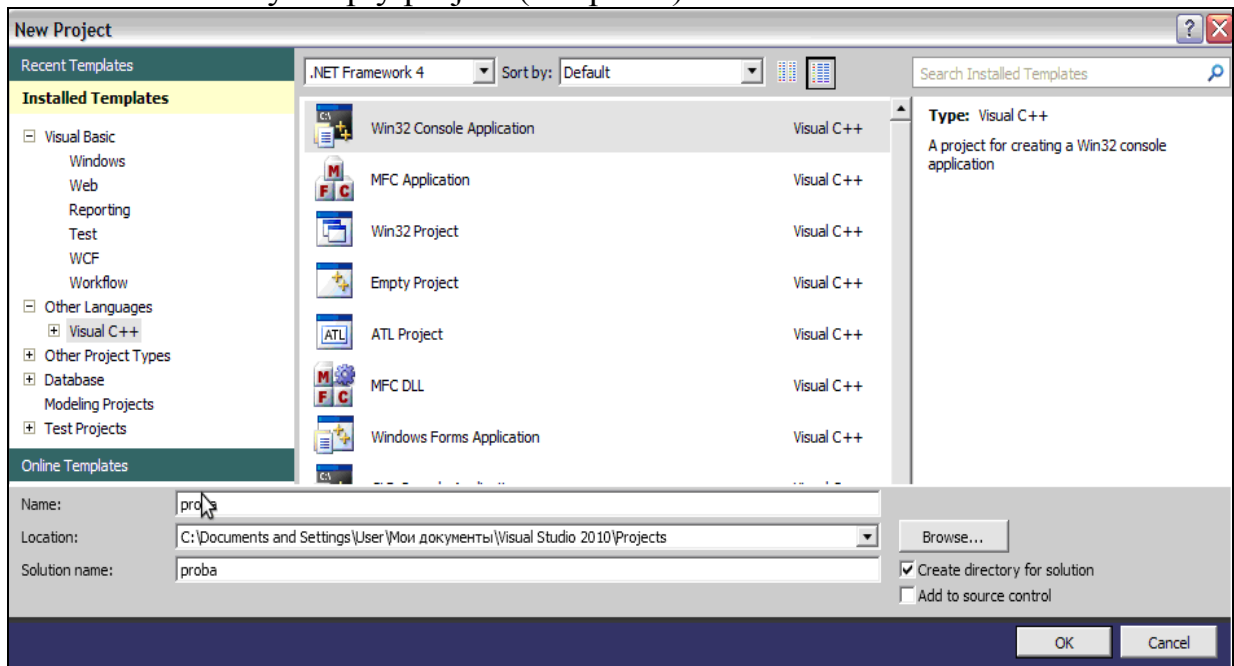 New Project
Recent Templates
.NET Framework 4 Sort by: Default Search Installed Templates
Installed Templates
Visual Basic
Windows
Web
Reporting
Test
WCF
Workflow
Other Languages
Visual C++
Other Project Types
Database
Modeling Projects
Test Projects
Online Templates
Win32 Console Application Visual C++
MFC Application Visual C++
Win32 Project Visual C++
Empty Project Visual C++
ATL Project Visual C++
MFC DLL Visual C++
Windows Forms Application Visual C++
Type: Visual C++
A project for creating a Win32 console
application
Name: proba
Location: C:\Documents and Settings\User\Мои документы\Visual Studio 2010\Projects Browse...
Solution name: proba
Create directory for solution
Add to source control
OK Cancel